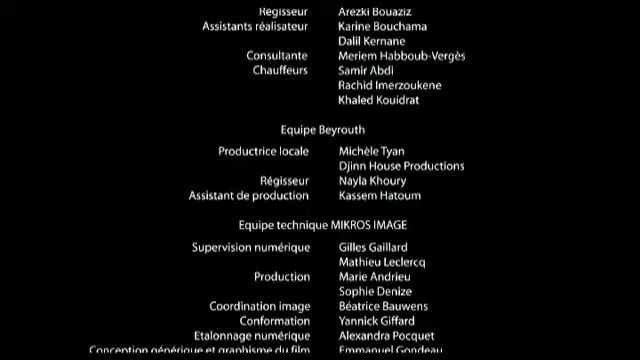 Régisseur Arezki Bouaziz
Assistants réalisateur Karine Bouchama
Dalil Kernane
Consultante Meriem Habboub-Vergès
Chauffeurs Samir Abdi
Rachid Imerzoukene
Khaled Kouidrat
Equipe Beyrouth
Productrice locale Michèle Tyan
Djinn House Productions
Régisseur Nayla Khoury
Assistant de production Kassem Hatoum
Equipe technique MIKROS IMAGE
Supervision numérique Gilles Gaillard
Mathieu Leclercq
Production Marie Andrieu
Sophie Denize
Coordination image Béatrice Bauwens
Conformation Yannick Giffard
Etalonnage numérique Alexandra Pocquet
Conception générique et graphisme du film Emmanuel Gondeau